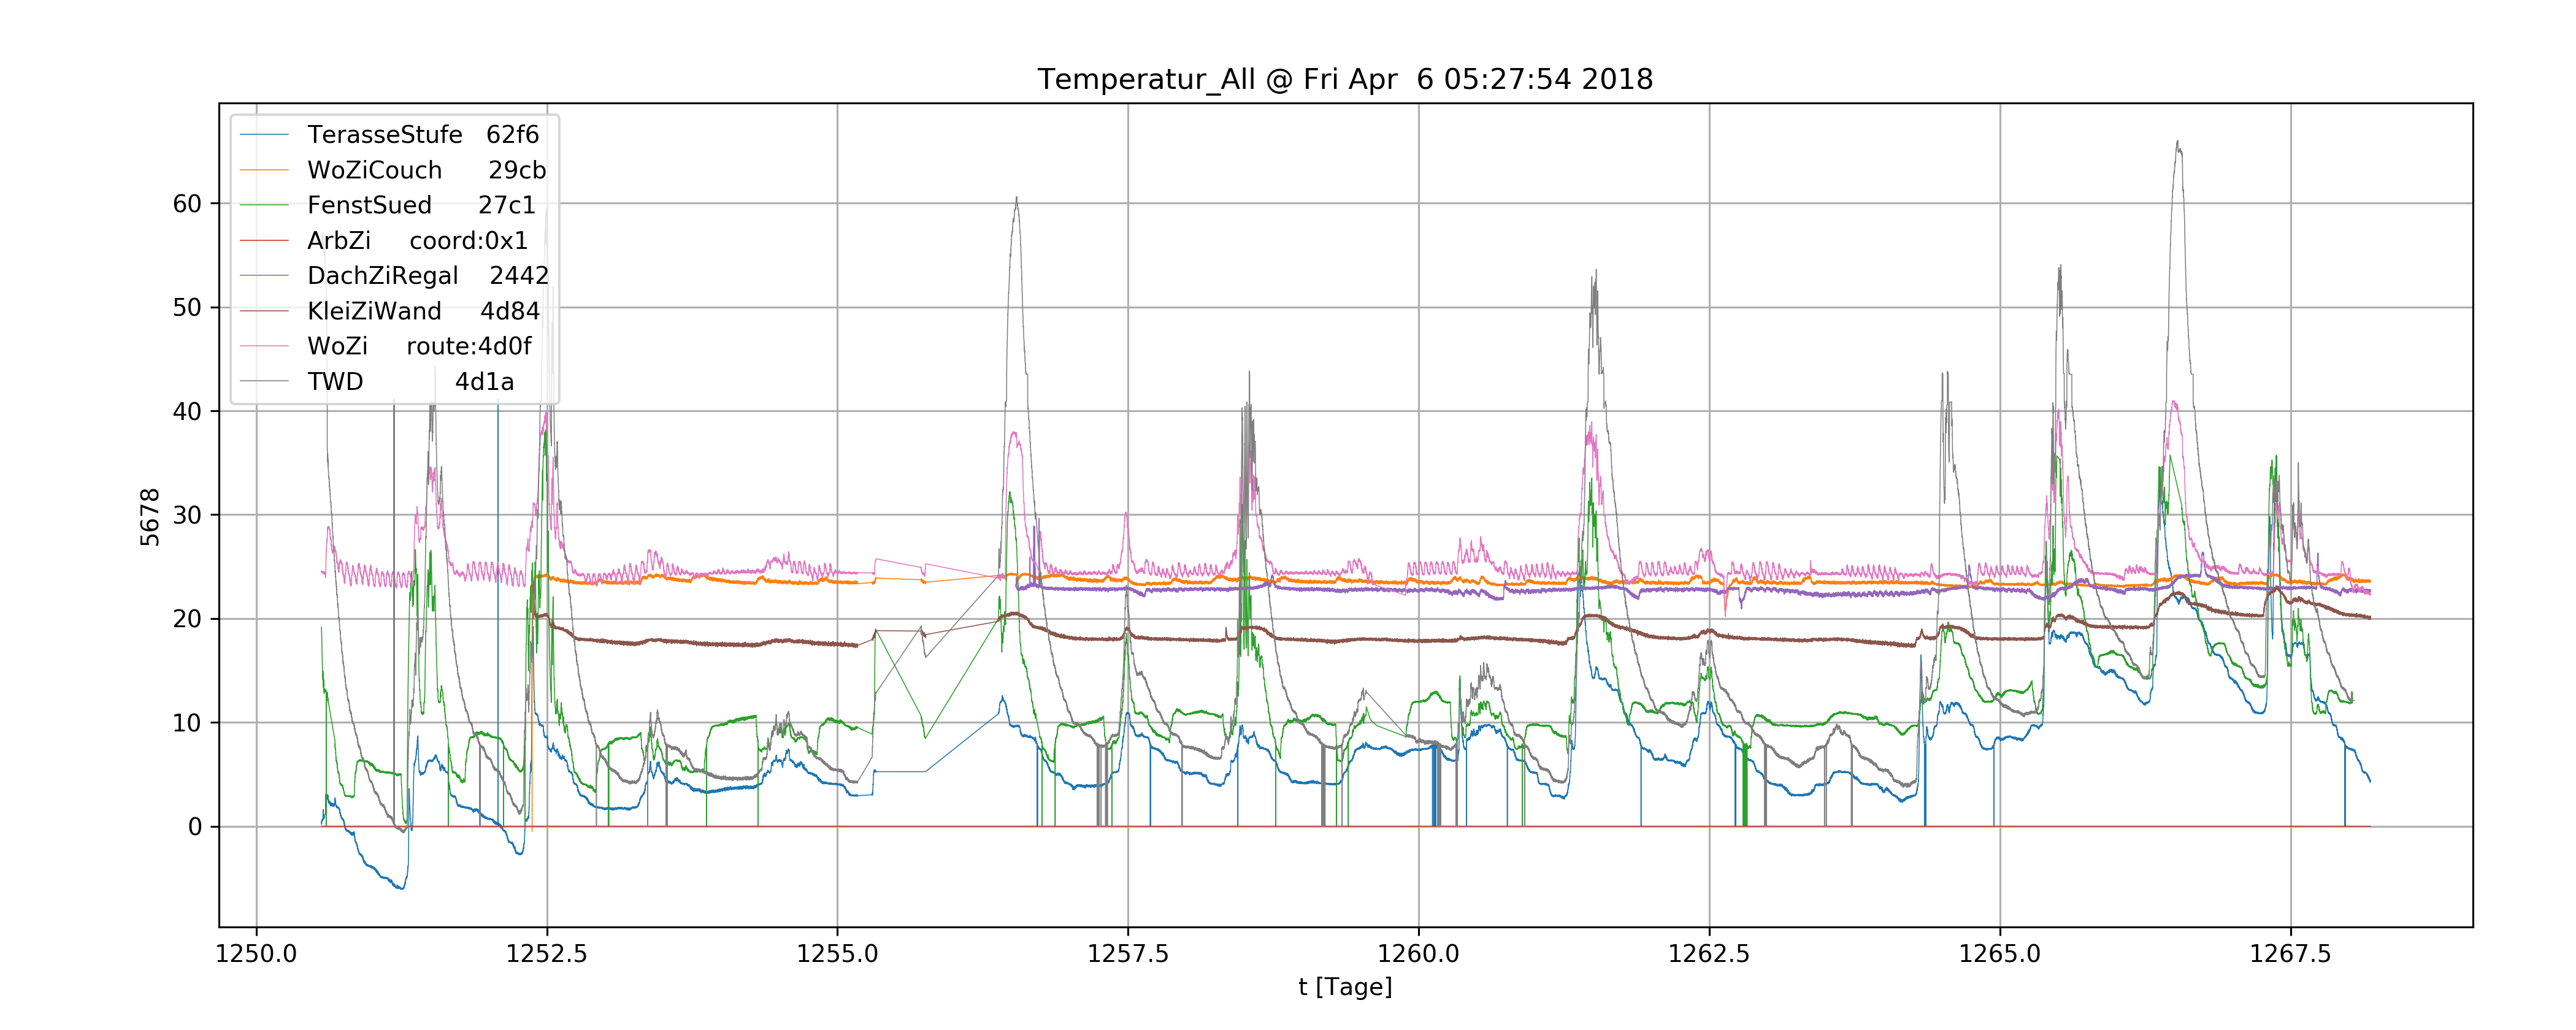 Temperatur_All @ Fri Apr  6 05:27:54 2018
TerasseStufe   62f6
WoZiCouch      29cb
FenstSued      27c1
ArbZi     coord:0x1
DachZiRegal    2442
KleiZiWand     4d84
WoZi     route:4d0f
TWD            4d1a
60
50
40
30
20
10
0
5678
1250.0 1252.5 1255.0 1257.5 1260.0 1262.5 1265.0 1267.5
t [Tage]